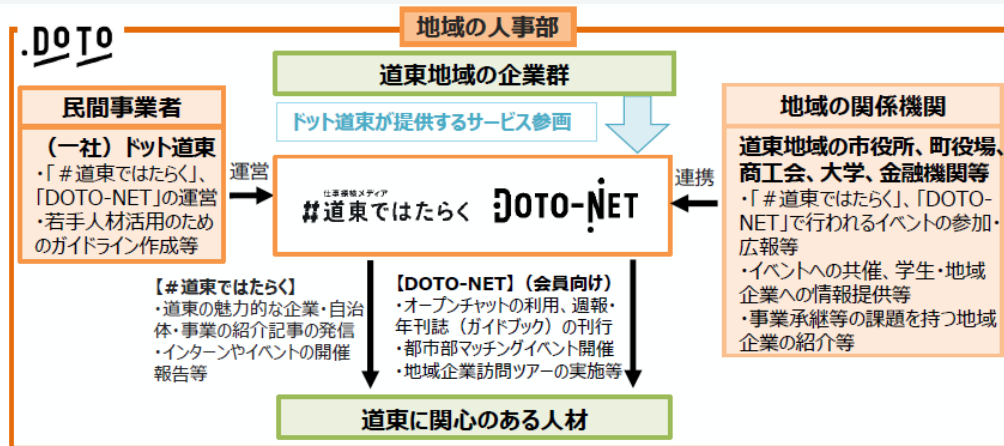 .DOTO
地域の人事部
道東地域の企業群
ドット道東が提供するサービス参画
民間事業者
（一社）ドット道東
・「＃道東ではたらく」、
「DOTO-NET」の運営
・若手人材活用のため
のガイドライン作成等
運営
仕事探求メディア
#道東ではたらく
DOTO-NET
連携
地域の関係機関
道東地域の市役所、町役場、
商工会、大学、金融機関等
・「＃道東ではたらく」、「DOTO-
NET」で行われるイベントの参加・
広報等
・イベントへの共催、学生・地域
企業への情報提供等
・事業承継等の課題を持つ地域
企業の紹介等
【＃道東ではたらく】
・道東の魅力的な企業・自治
体・事業の紹介記事の発信
・インターンやイベントの開催
報告等
【DOTO-NET】（会員向け）
・オープンチャットの利用、週報・
年刊誌（ガイドブック）の刊行
・都市部マッチングイベント開催
・地域企業訪問ツアーの実施等
道東に関心のある人材